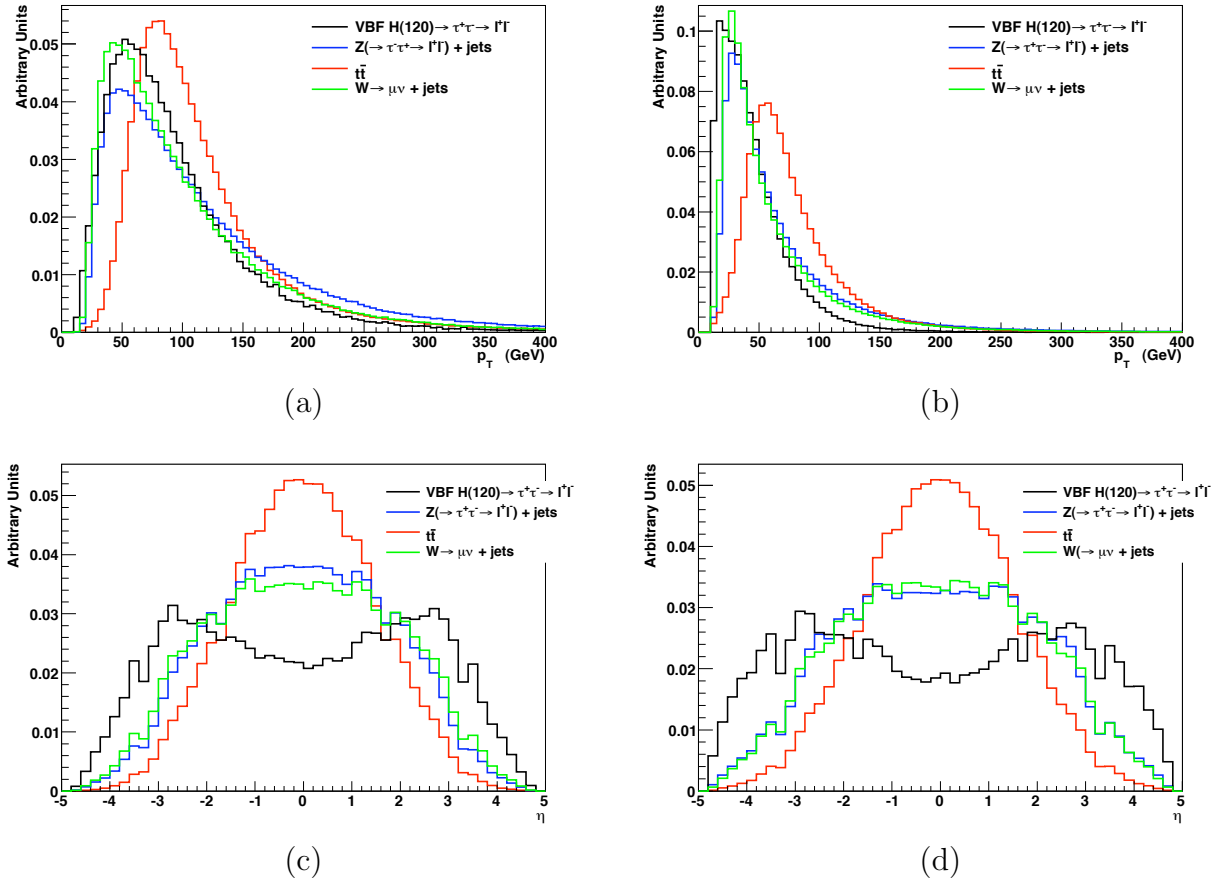 Arbitrary Units
0.05
0.04
0.03
0.02
0.01
0
VBF H(120)→ τ⁺τ⁻→ l⁺l⁻
Z(→ τ⁻τ⁺→ l⁺l⁻) + jets
tt̄
W→ μν + jets
0 50 100 150 200 250 300 350 400
p_T (GeV)
(a)
Arbitrary Units
0.1
0.08
0.06
0.04
0.02
0
VBF H(120)→ τ⁺τ⁻→ l⁺l⁻
Z(→ τ⁺τ⁻→ l⁺l⁻) + jets
tt̄
W→ μν + jets
0 50 100 150 200 250 300 350 400
p_T (GeV)
(b)
Arbitrary Units
0.05
0.04
0.03
0.02
0.01
0
VBF H(120)→ τ⁺τ⁻→ l⁺l⁻
Z(→ τ⁺τ⁻→ l⁺l⁻) + jets
tt̄
W→ μν + jets
-5 -4 -3 -2 -1 0 1 2 3 4 5
η
(c)
Arbitrary Units
0.05
0.04
0.03
0.02
0.01
0
VBF H(120)→ τ⁺τ⁻→ l⁺l⁻
Z(→ τ⁺τ⁻→ l⁺l⁻) + jets
tt̄
W(→ μν + jets
-5 -4 -3 -2 -1 0 1 2 3 4 5
η
(d)